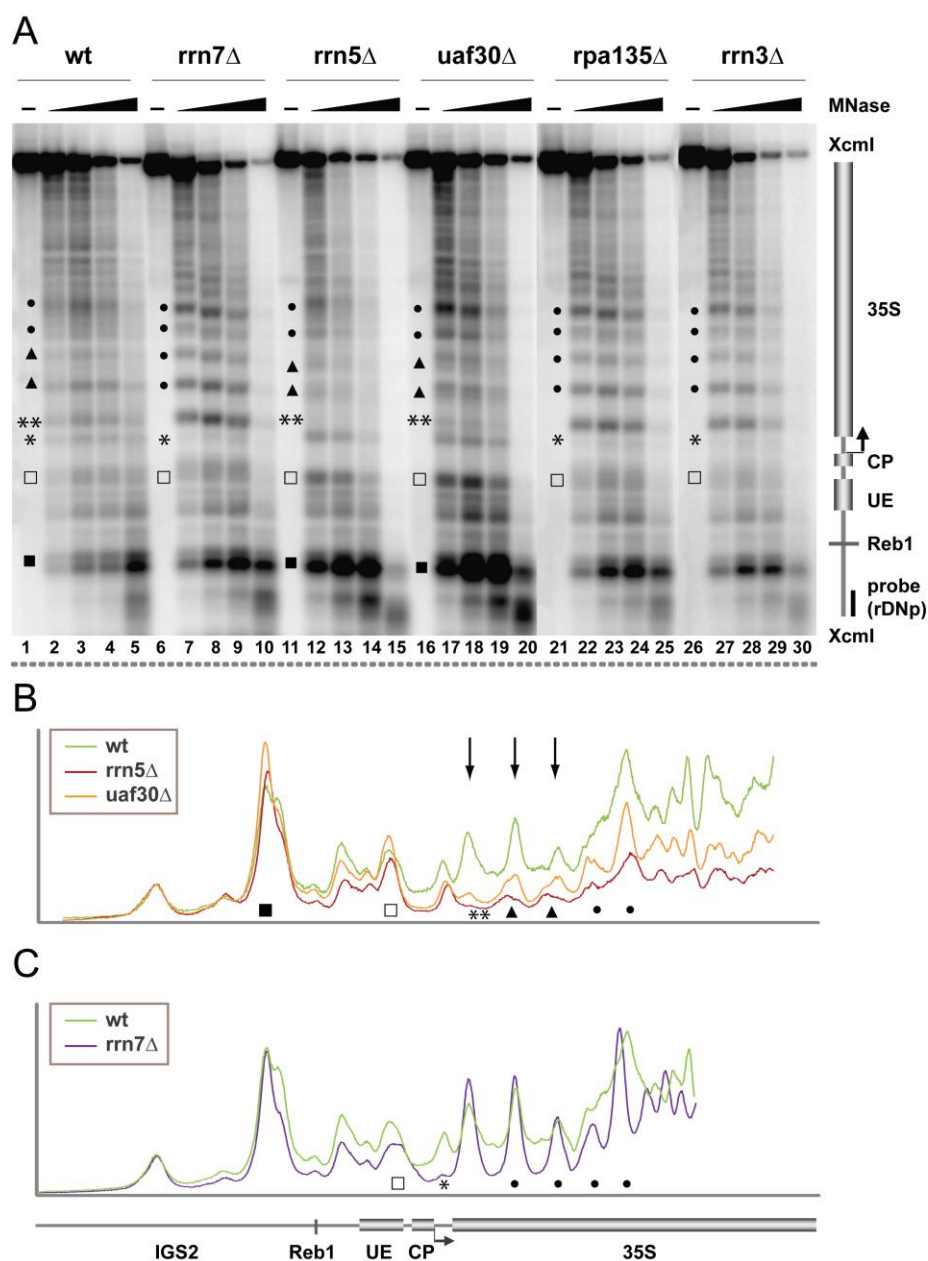 A
wt rrn7Δ rrn5Δ uaf30Δ rpa135Δ rrn3Δ
– – – – – – MNase
XcmI
35S
CP
UE
Reb1
probe
(rDNp)
XcmI
** 
*
*
**
**
*
*
1 2 3 4 5 6 7 8 9 10 11 12 13 14 15 16 17 18 19 20 21 22 23 24 25 26 27 28 29 30
B
wt
rrn5Δ
uaf30Δ
**
C
wt
rrn7Δ
*
IGS2 Reb1 UE CP 35S